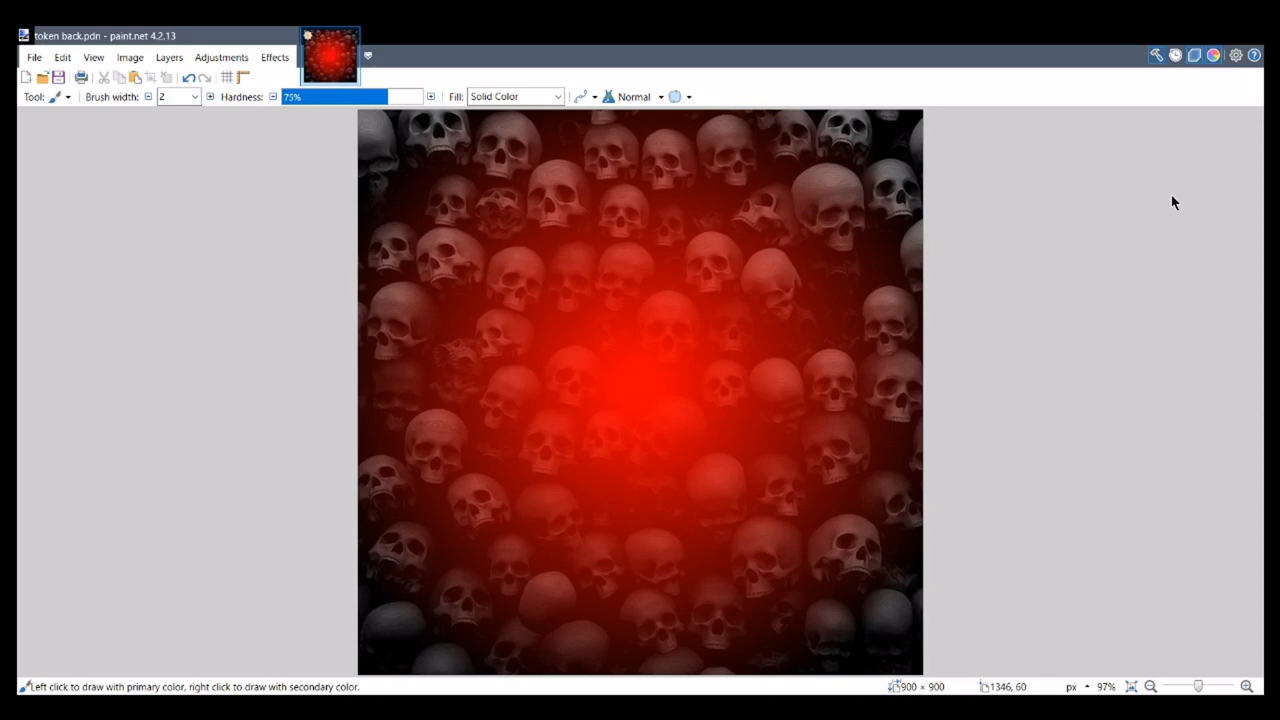 token back.pdn - paint.net 4.2.13
File Edit View Image Layers Adjustments Effects
Tool: Brush width: 2 Hardness: 75% Fill: Solid Color Normal
Left click to draw with primary color, right click to draw with secondary color. 900 × 900 1346, 60 px 97%